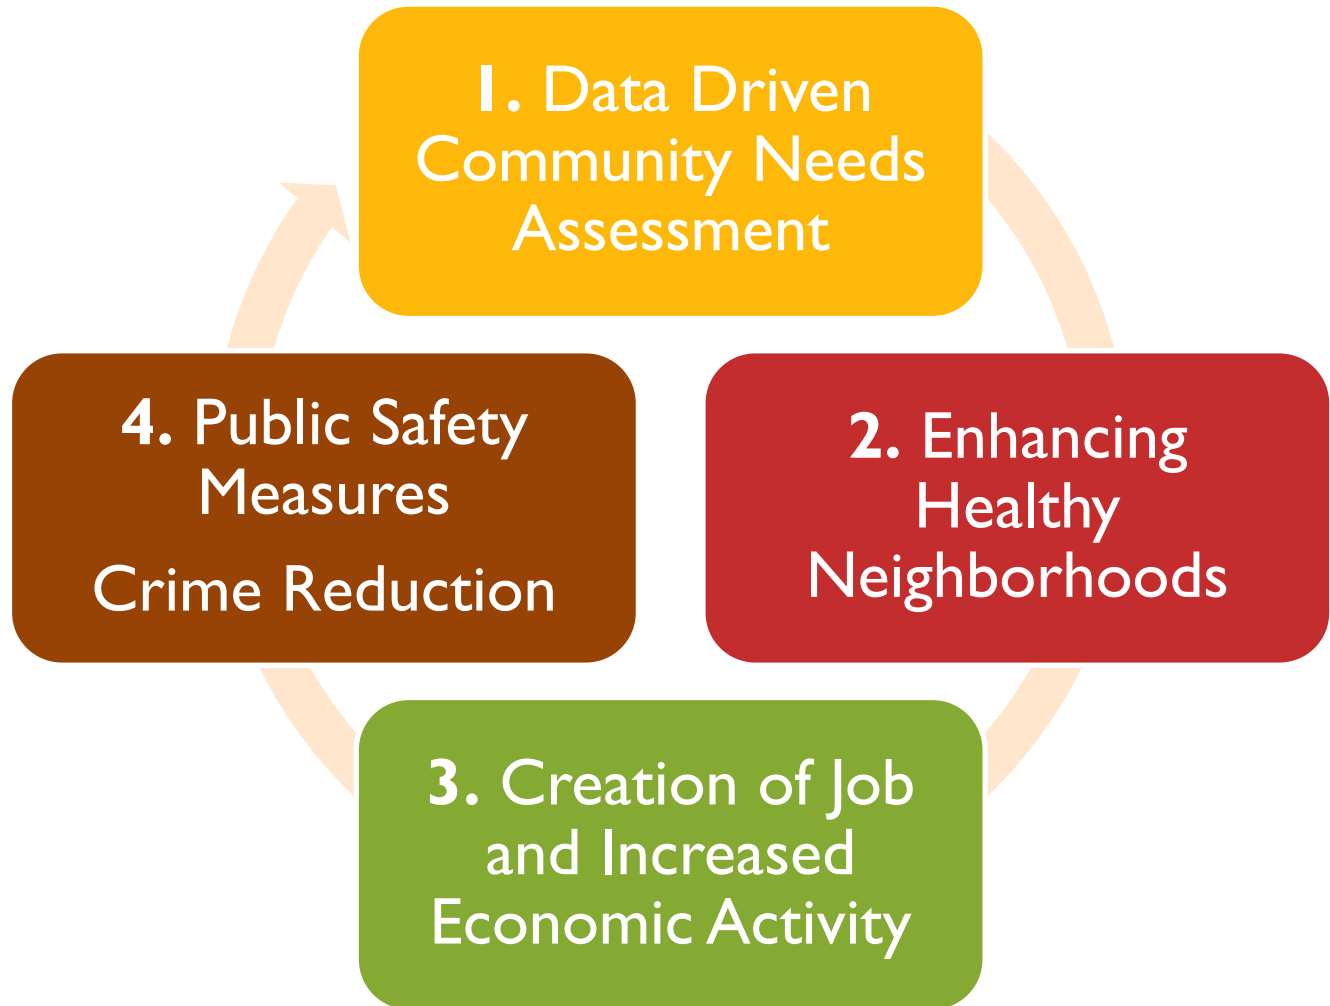 1. Data Driven
Community Needs
Assessment
2. Enhancing
Healthy
Neighborhoods
3. Creation of Job
and Increased
Economic Activity
4. Public Safety
Measures
Crime Reduction